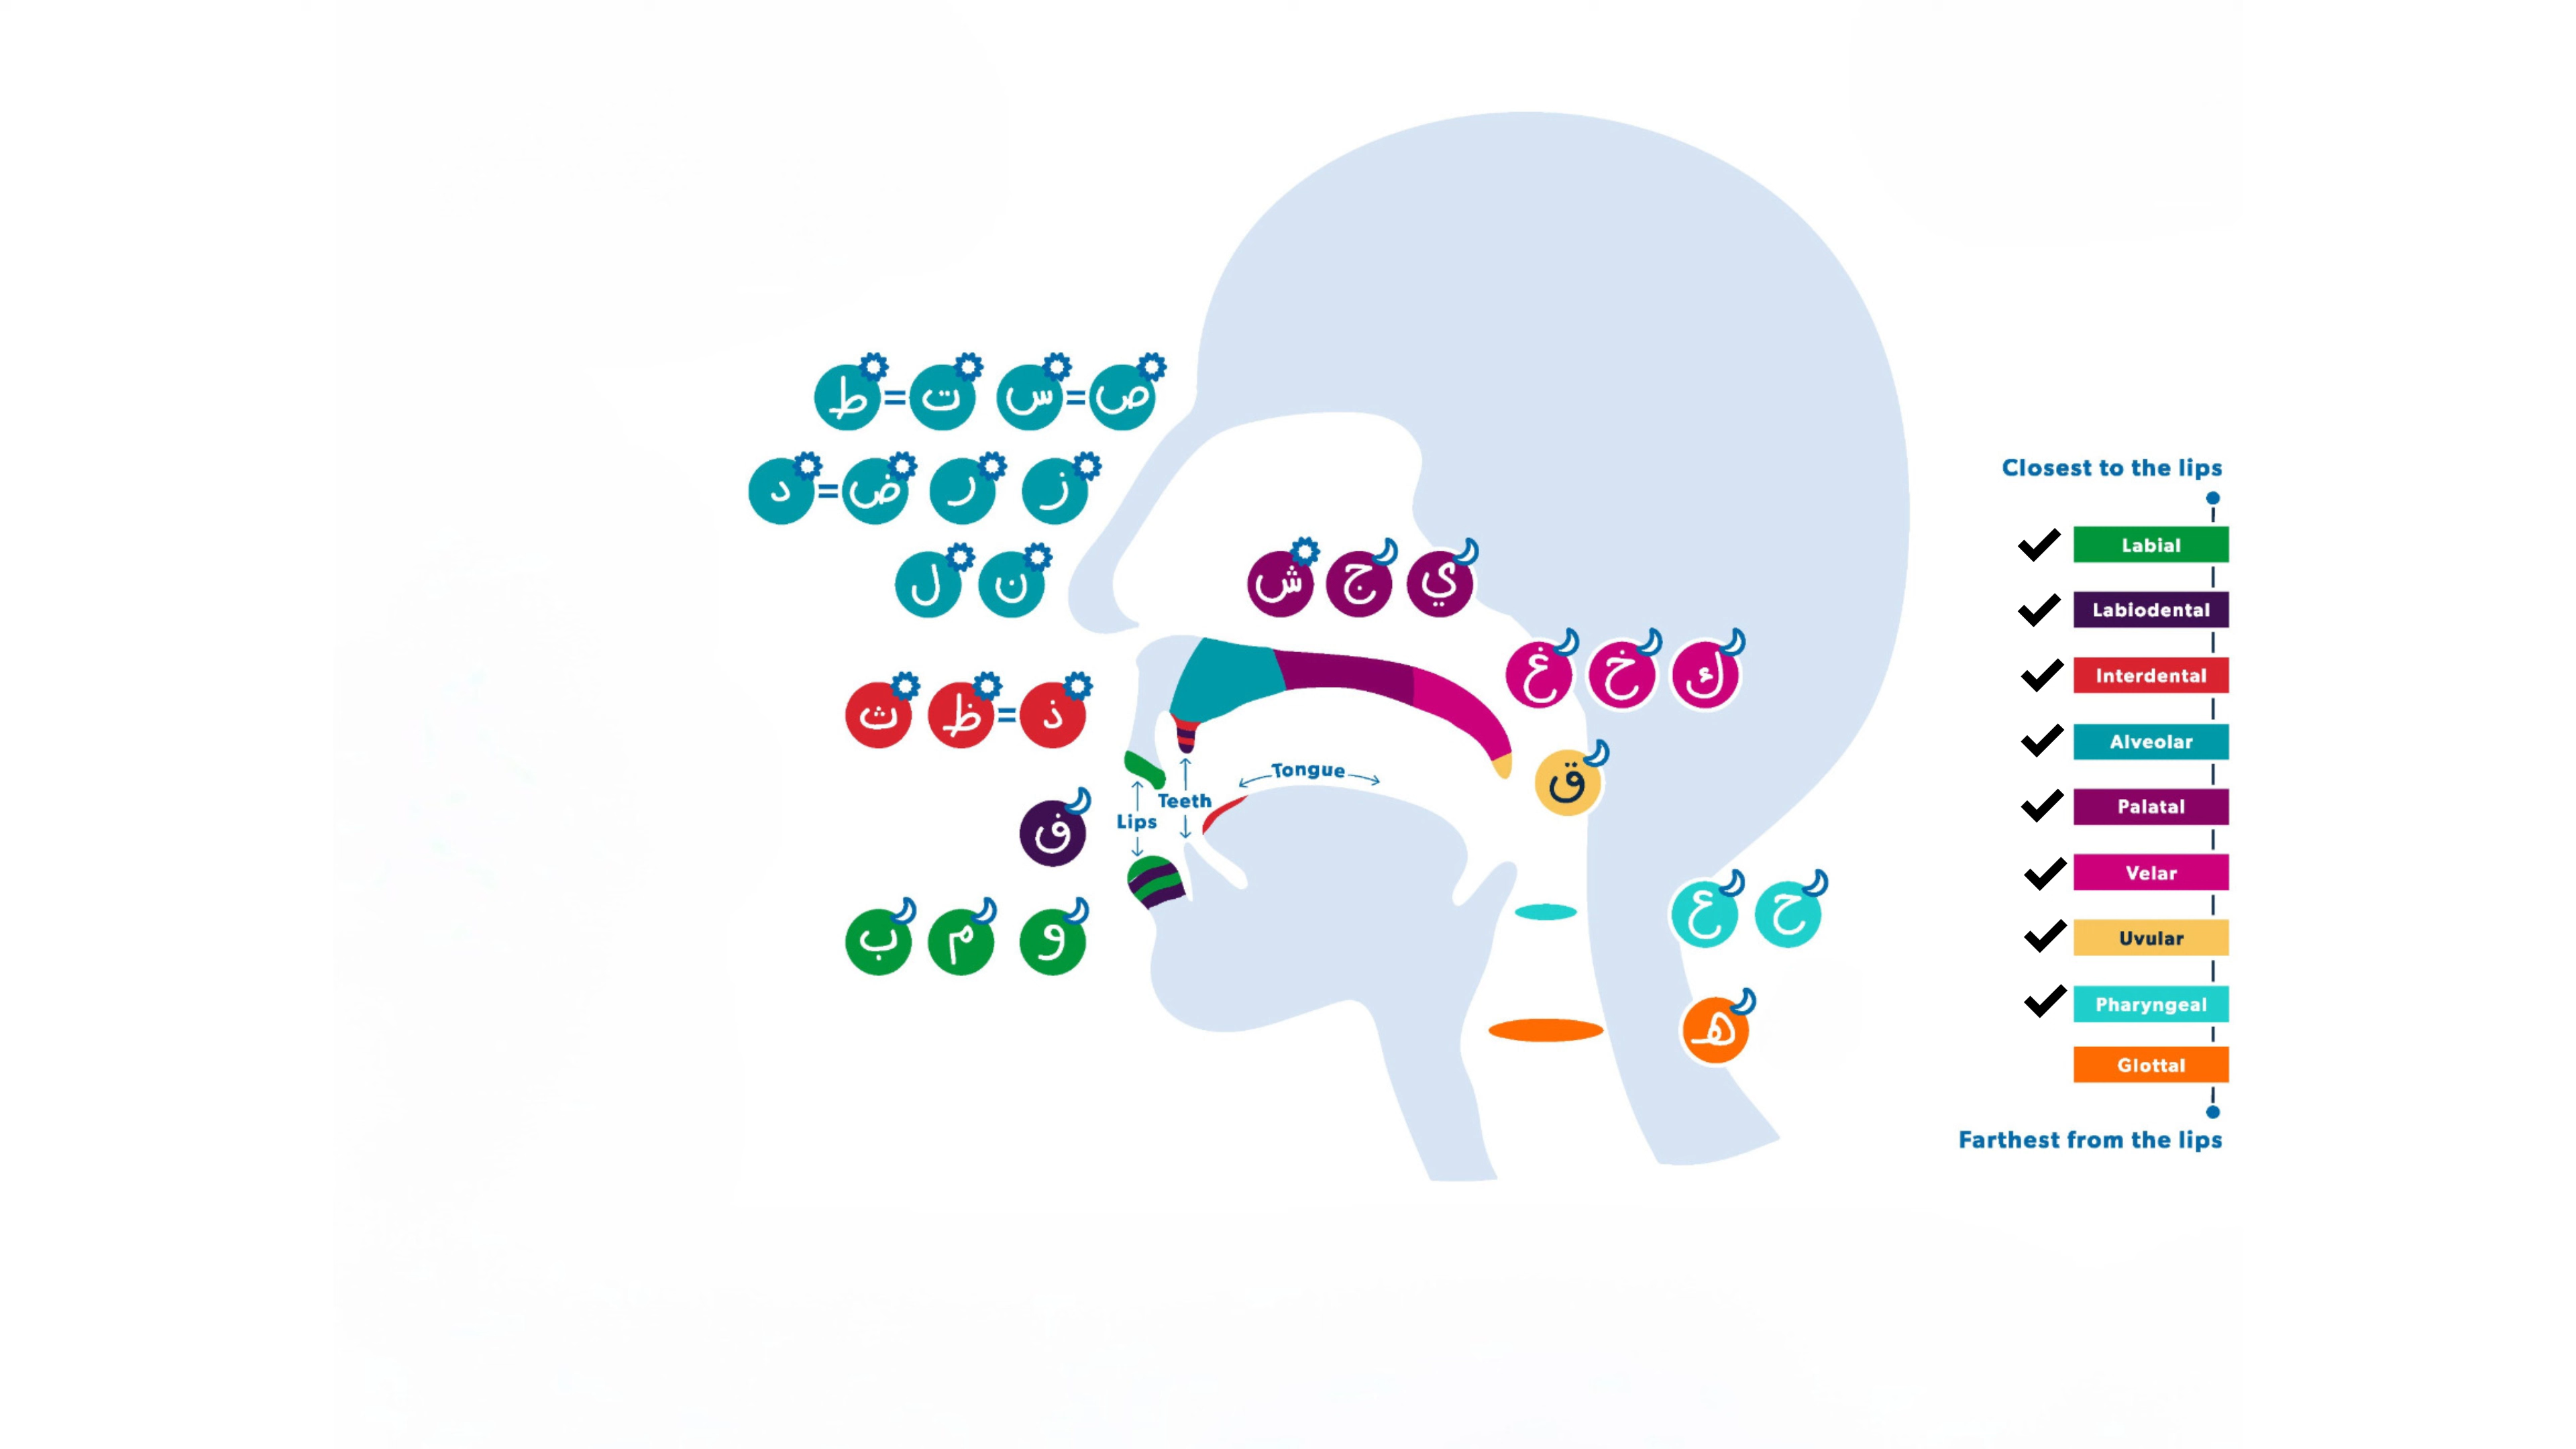 ط = ت س = ص
د = ض ر ز
ل ن
ش ج ي
غ خ ك
ث ظ = ذ
ق
Tongue
Teeth
Lips
ف
ع ح
ب م و
ه
Closest to the lips
Labial
Labiodental
Interdental
Alveolar
Palatal
Velar
Uvular
Pharyngeal
Glottal
Farthest from the lips